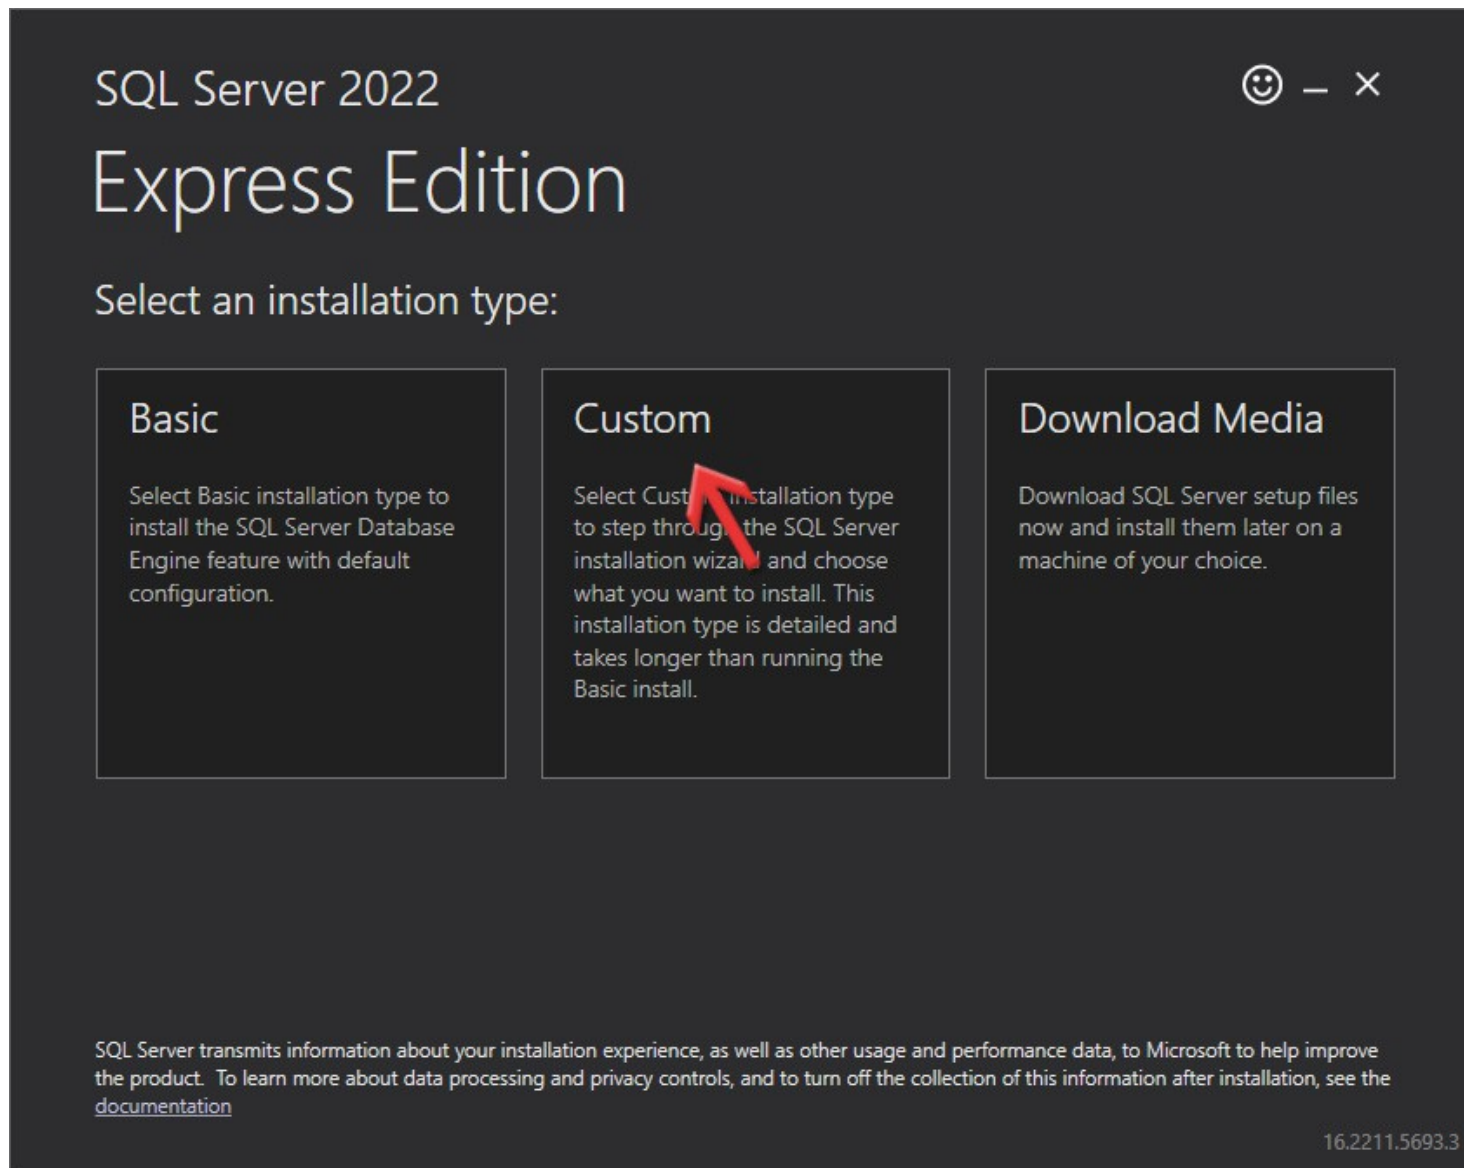 SQL Server 2022
Express Edition
Select an installation type:
Basic
Select Basic installation type to
install the SQL Server Database
Engine feature with default
configuration.
Custom
Select installation type
to step the SQL Server
installation and choose
what you want to install. This
installation type is detailed and
takes longer than running the
Basic install.
Download Media
Download SQL Server setup files
now and install them later on a
machine of your choice.
SQL Server transmits information about your installation experience, as well as other usage and performance data, to Microsoft to help improve
the product. To learn more about data processing and privacy controls, and to turn off the collection of this information after installation, see the
documentation
16.2211.5693.3